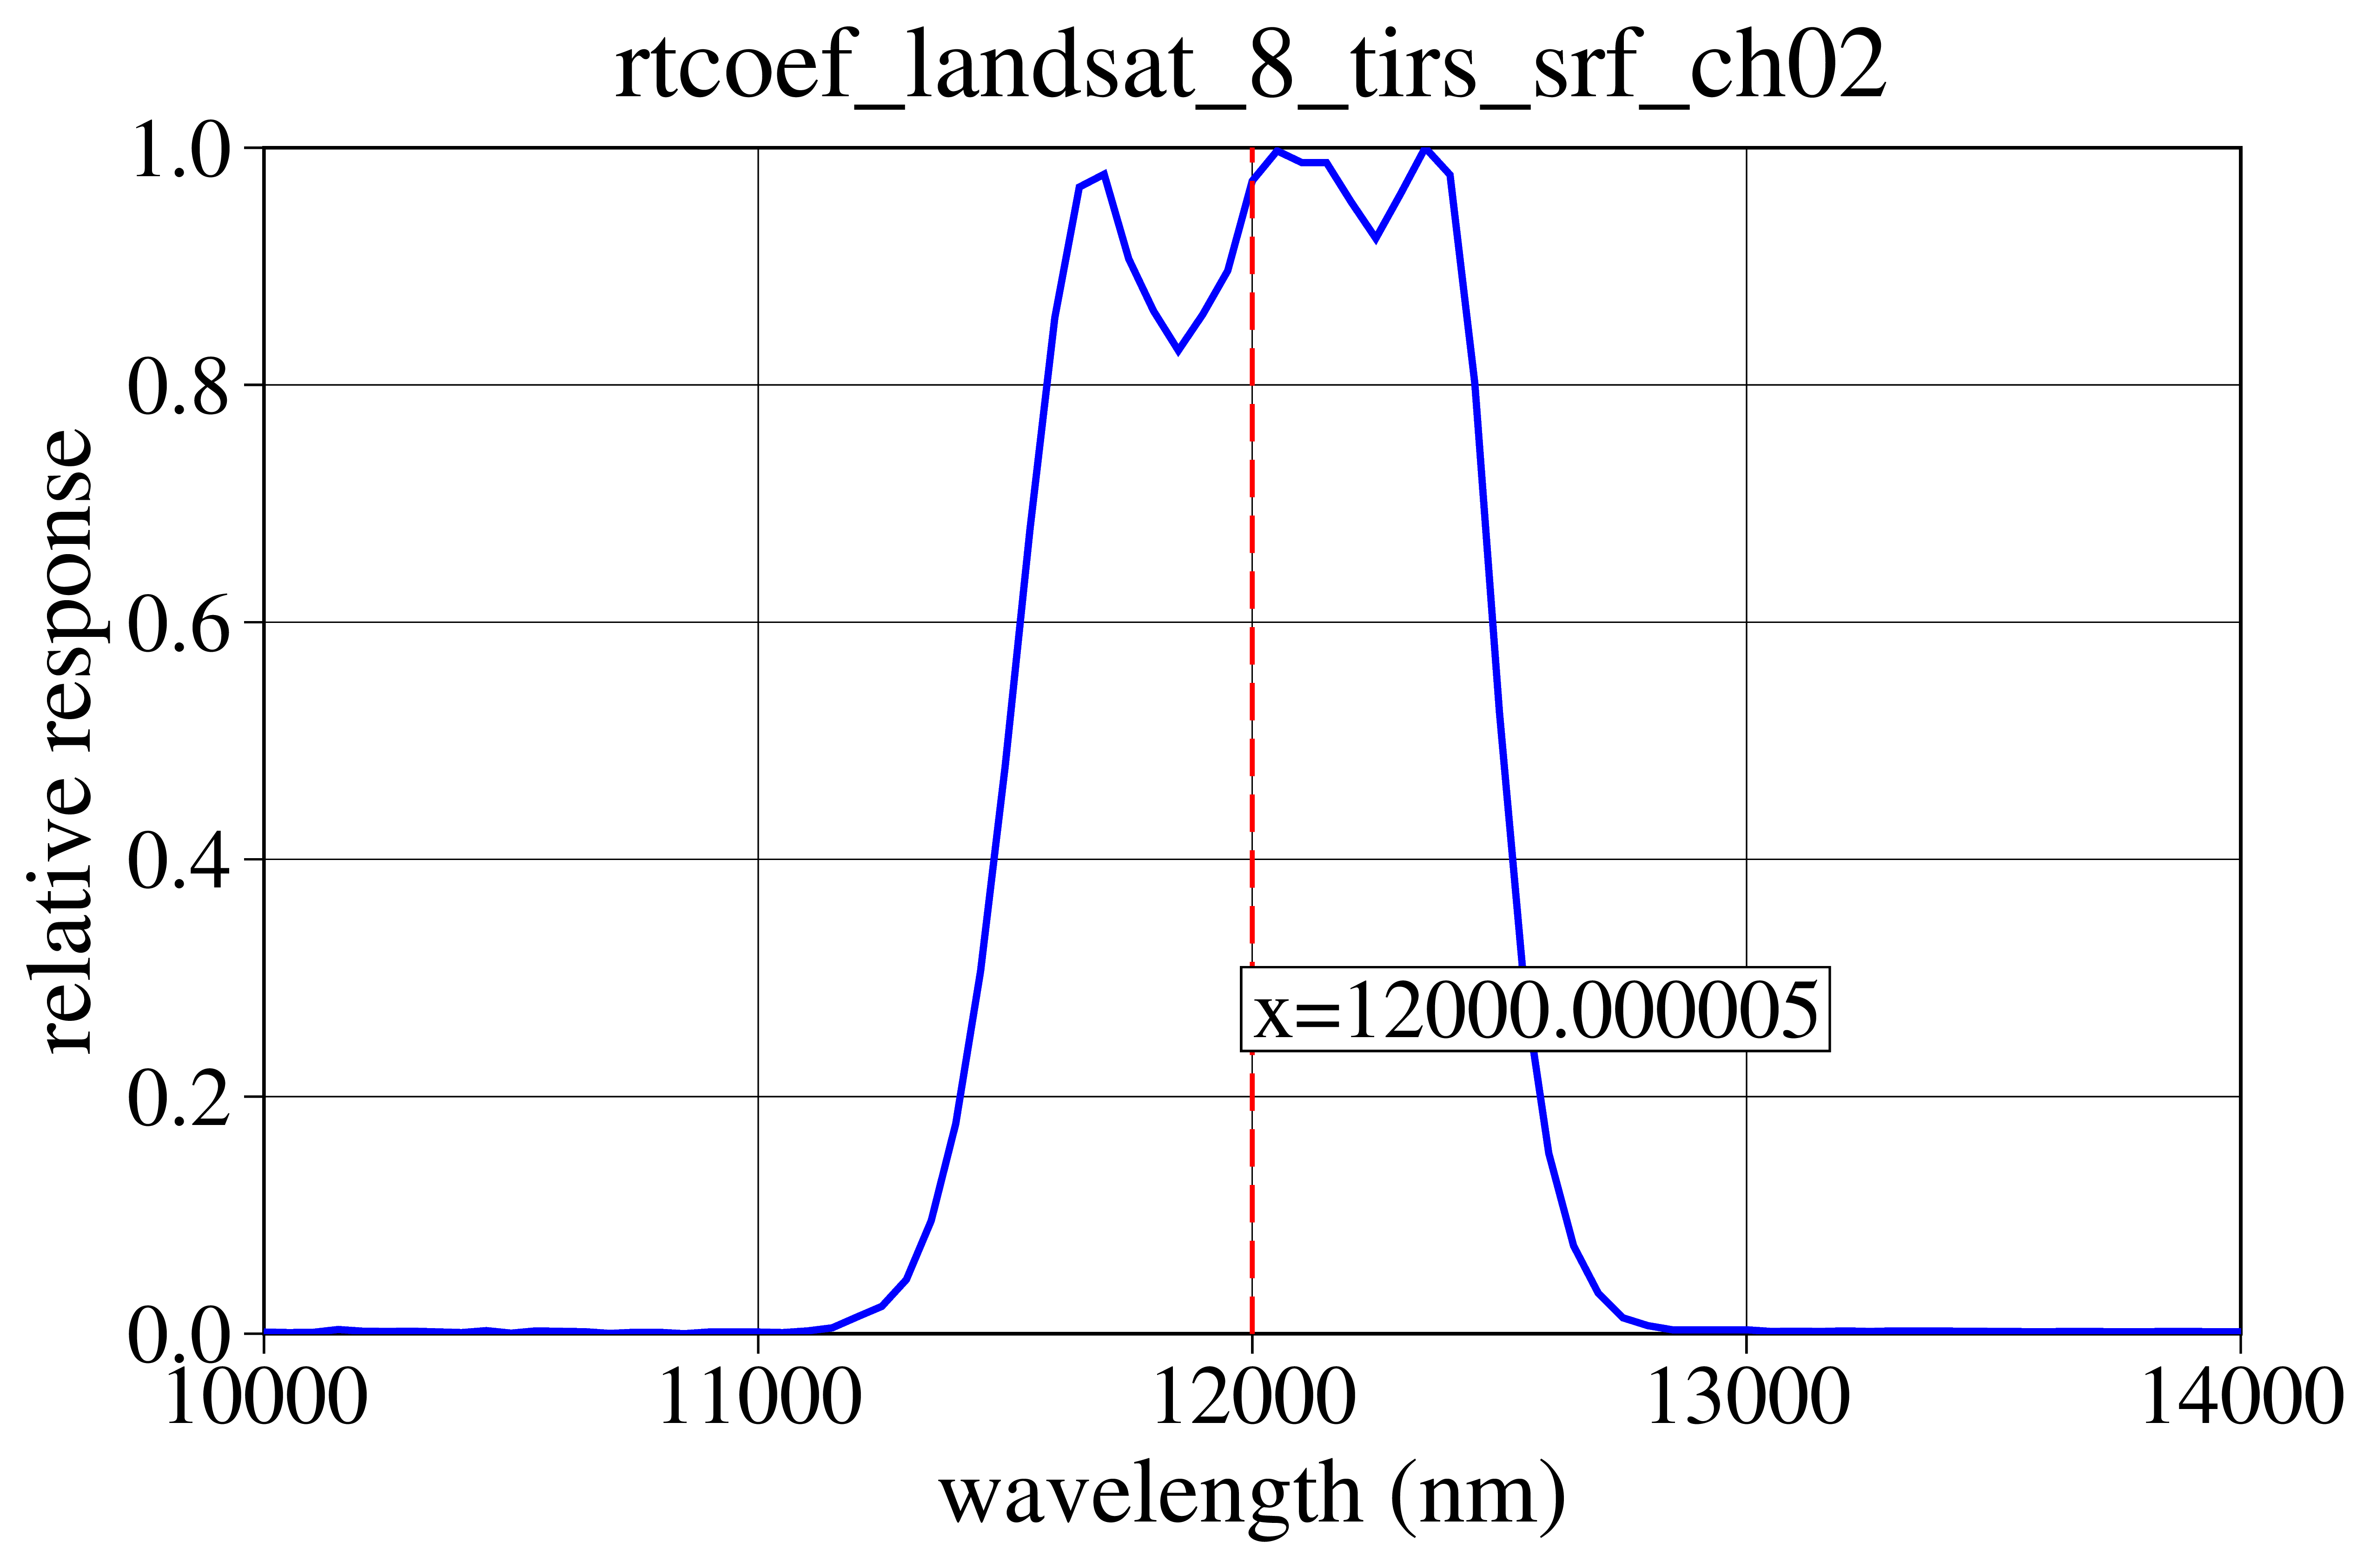 rtcoef_landsat_8_tirs_srf_ch02
1.0
0.8
0.6
0.4
0.2
0.0
relative response
x=12000.000005
10000 11000 12000 13000 14000
wavelength (nm)